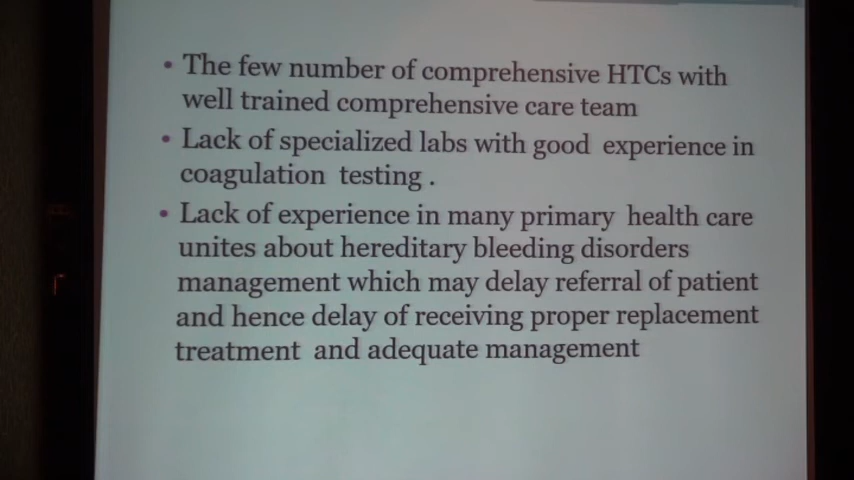 • The few number of comprehensive HTCs with
well trained comprehensive care team
• Lack of specialized labs with good experience in
coagulation testing .
• Lack of experience in many primary health care
unites about hereditary bleeding disorders
management which may delay referral of patient
and hence delay of receiving proper replacement
treatment and adequate management